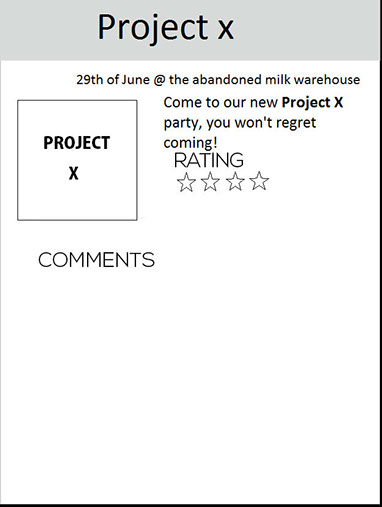 Project x
29th of June @ the abandoned milk warehouse
PROJECT
X
Come to our new Project X
party, you won't regret
coming!
RATING
COMMENTS